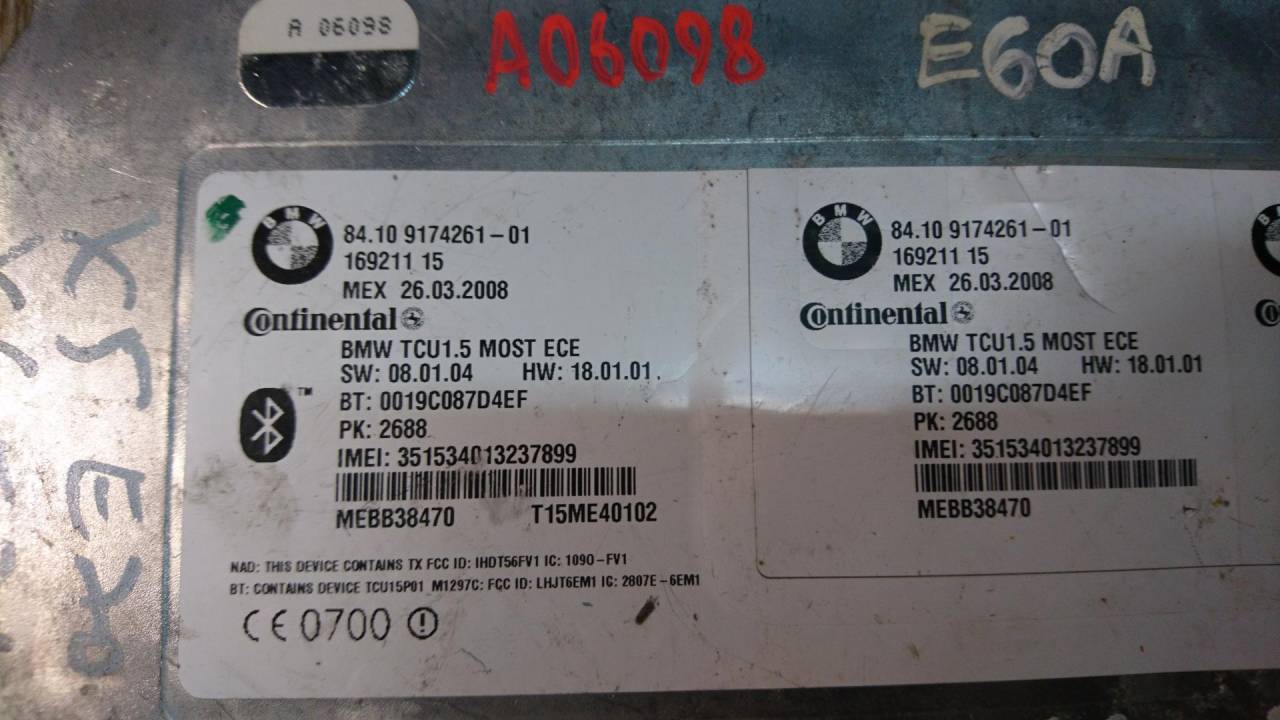 A 06098
A06098
E60A
BMW
84.10 9174261-01
169211 15
MEX 26.03.2008
Continental
BMW TCU1.5 MOST ECE
SW: 08.01.04 HW: 18.01.01
BT: 0019C087D4EF
PK: 2688
IMEI: 351534013237899
MEBB38470 T15ME40102
NAD: THIS DEVICE CONTAINS TX FCC ID: IHDT56FV1 IC: 1090-FV1
BT: CONTAINS DEVICE TCU15P01 M1297C: FCC ID: LHJT6EM1 IC: 2807E-6EM1
CE 0700
BMW
84.10 9174261-01
169211 15
MEX 26.03.2008
Continental
BMW TCU1.5 MOST ECE
SW: 08.01.04 HW: 18.01.01
BT: 0019C087D4EF
PK: 2688
IMEI: 351534013237899
MEBB38470